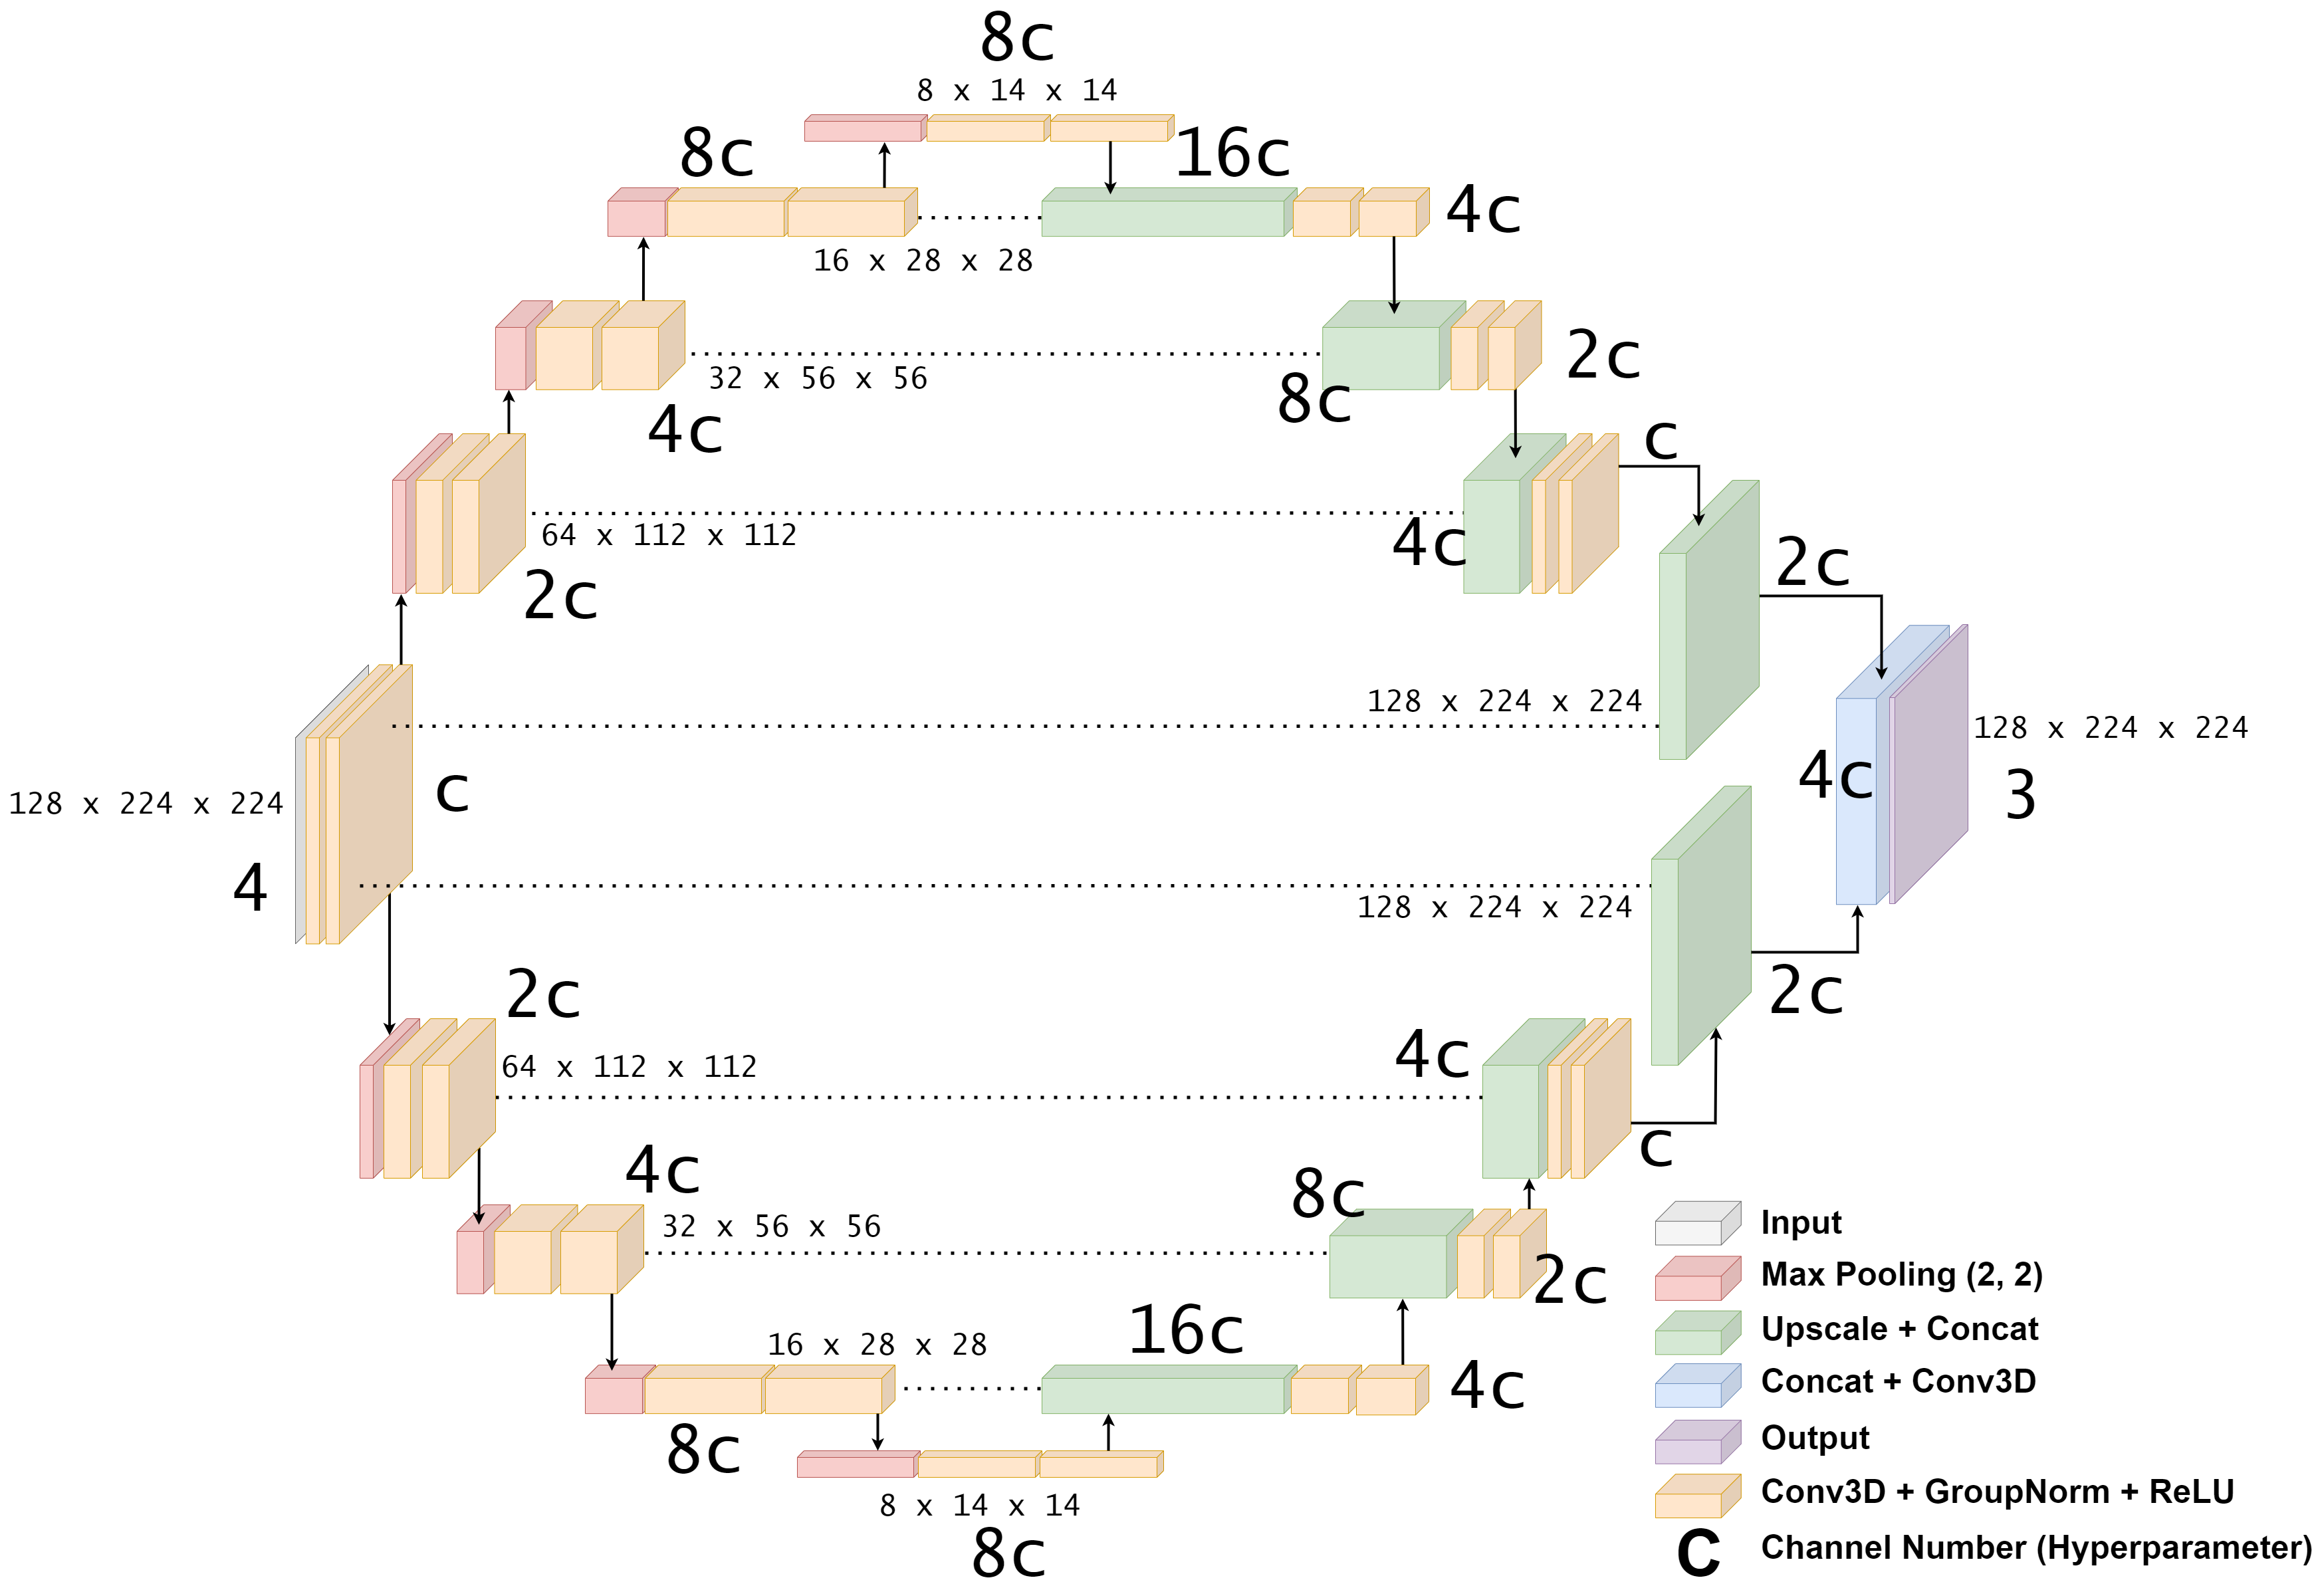 8c
8 x 14 x 14
8c
16c
4c
16 x 28 x 28
2c
32 x 56 x 56
8c
4c
c
64 x 112 x 112
4c
2c
2c
128 x 224 x 224
128 x 224 x 224
4c
3
c
128 x 224 x 224
4
128 x 224 x 224
2c
2c
4c
64 x 112 x 112
c
4c
8c
32 x 56 x 56
2c
16c
16 x 28 x 28
4c
8c
8 x 14 x 14
8c
Input
Max Pooling (2, 2)
Upscale + Concat
Concat + Conv3D
Output
Conv3D + GroupNorm + ReLU
C Channel Number (Hyperparameter)